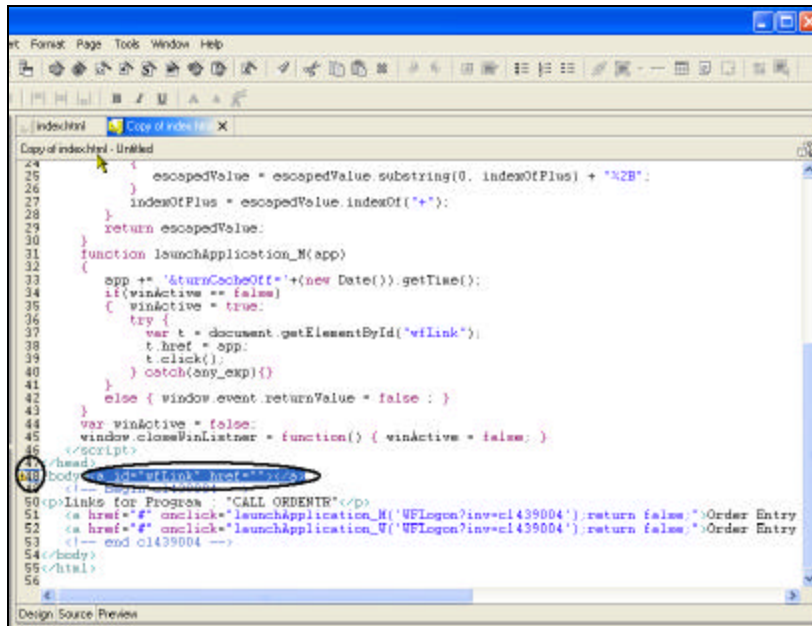 Format Page Tools Window Help
B I U A A
index.html Copy of index.html
Copy of index.html - Untitled
24 {
25 escapedValue = escapedValue.substring(0, indexOfPlus) + "%2B";
26 }
27 indexOfPlus = escapedValue.indexOf("+");
28 }
29 return escapedValue;
30 }
31 function launchApplication_M(app)
32 {
33 app += '&turnCacheOff='+(new Date()).getTime();
34 if(winActive == false)
35 { winActive = true;
36 try {
37 var t = document.getElementById("wfLink");
38 t.href = app;
39 t.click();
40 } catch(any_exp){}
41 }
42 else { window.event.returnValue = false ; }
43 }
44 var winActive = false;
45 window.closeWinListner = function() { winActive = false; }
46 </script>
47 </head>
48 <body><a id="wfLink" href=""></a>
49 <!-- Begin c1439004 -->
50 <p>Links for Program : "CALL ORDENTR"</p>
51 <a href="#" onclick="launchApplication_M('WFLogon?inv=c1439004');return false;">Order Entry
52 <a href="#" onclick="launchApplication_W('WFLogon?inv=c1439004');return false;">Order Entry
53 <!-- end c1439004 -->
54 </body>
55 </html>
56
Design Source Preview